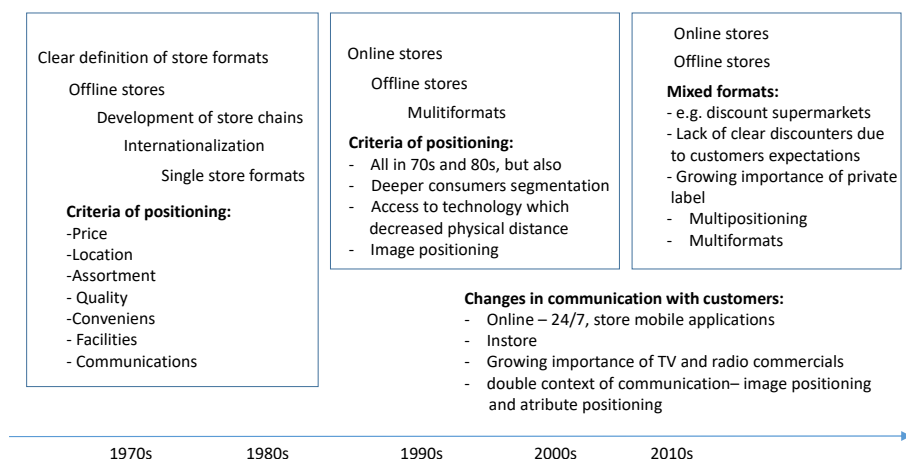 Clear definition of store formats
Offline stores
Development of store chains
Internationalization
Single store formats
Criteria of positioning:
-Price
-Location
-Assortment
- Quality
-Conveniens
- Facilities
- Communications
Online stores
Offline stores
Mulitiformats
Criteria of positioning:
- All in 70s and 80s, but also
- Deeper consumers segmentation
- Access to technology which
decreased physical distance
- Image positioning
Online stores
Offline stores
Mixed formats:
- e.g. discount supermarkets
- Lack of clear discounters due
to customers expectations
- Growing importance of private
label
- Multipositioning
- Multiformats
Changes in communication with customers:
- Online – 24/7, store mobile applications
- Instore
- Growing importance of TV and radio commercials
- double context of communication– image positioning
and atribute positioning
1970s 1980s 1990s 2000s 2010s